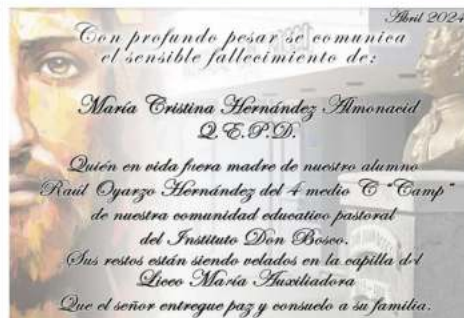 Abril 2024
Con profundo pesar se comunica
el sensible fallecimiento de:
María Cristina Hernández Almonacid
Q.E.P.D.
Quién en vida fuera madre de nuestro alumno
Raúl Oyarzo Hernández del 4 medio C "Camp"
de nuestra comunidad educativo pastoral
del Instituto Don Bosco.
Sus restos están siendo velados en la capilla del
Liceo María Auxiliadora
Que el señor entregue paz y consuelo a su familia.